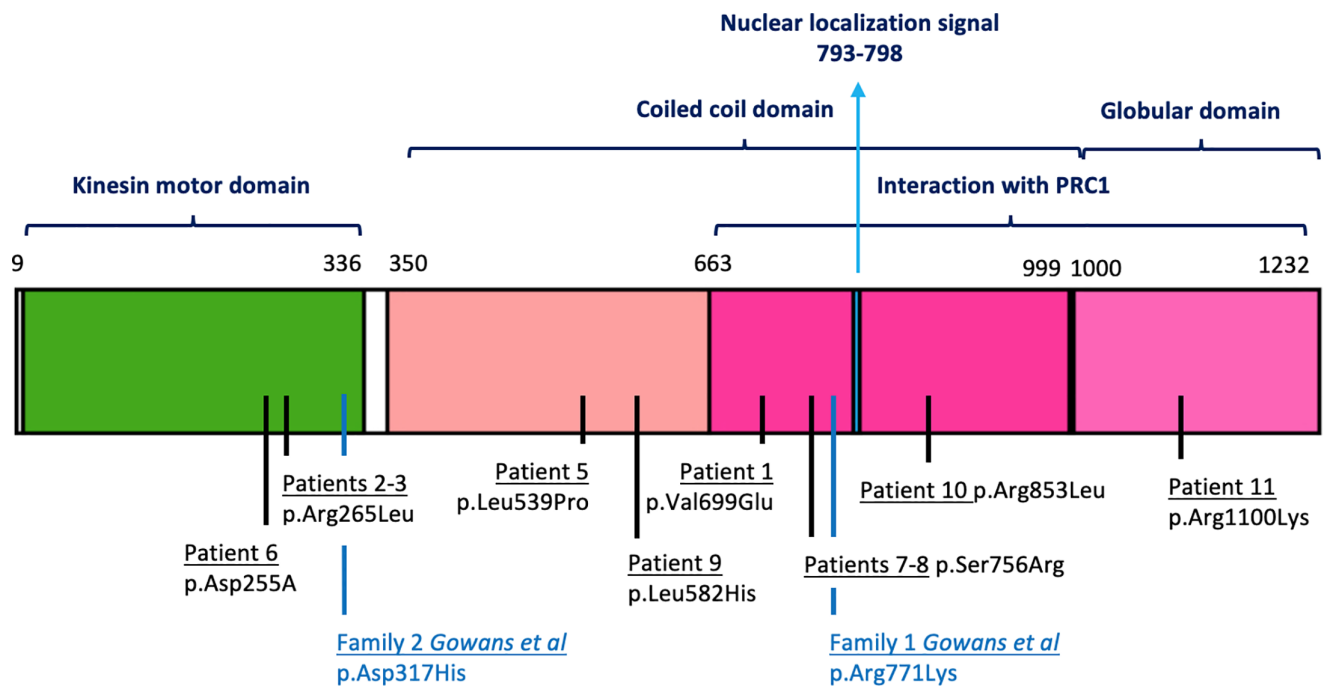 Nuclear localization signal
793-798
Coiled coil domain
Globular domain
Kinesin motor domain
Interaction with PRC1
9
336
350
663
999
1000
1232
Patients 2-3
p.Arg265Leu
Patient 6
p.Asp255A
Family 2 Gowans et al
p.Asp317His
Patient 5
p.Leu539Pro
Patient 9
p.Leu582His
Patient 1
p.Val699Glu
Patients 7-8 p.Ser756Arg
Family 1 Gowans et al
p.Arg771Lys
Patient 10 p.Arg853Leu
Patient 11
p.Arg1100Lys